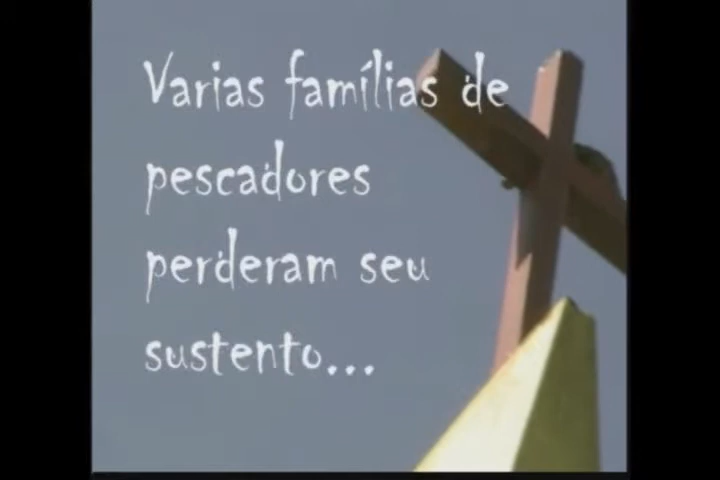 Varias famílias de
pescadores
perderam seu
sustento...